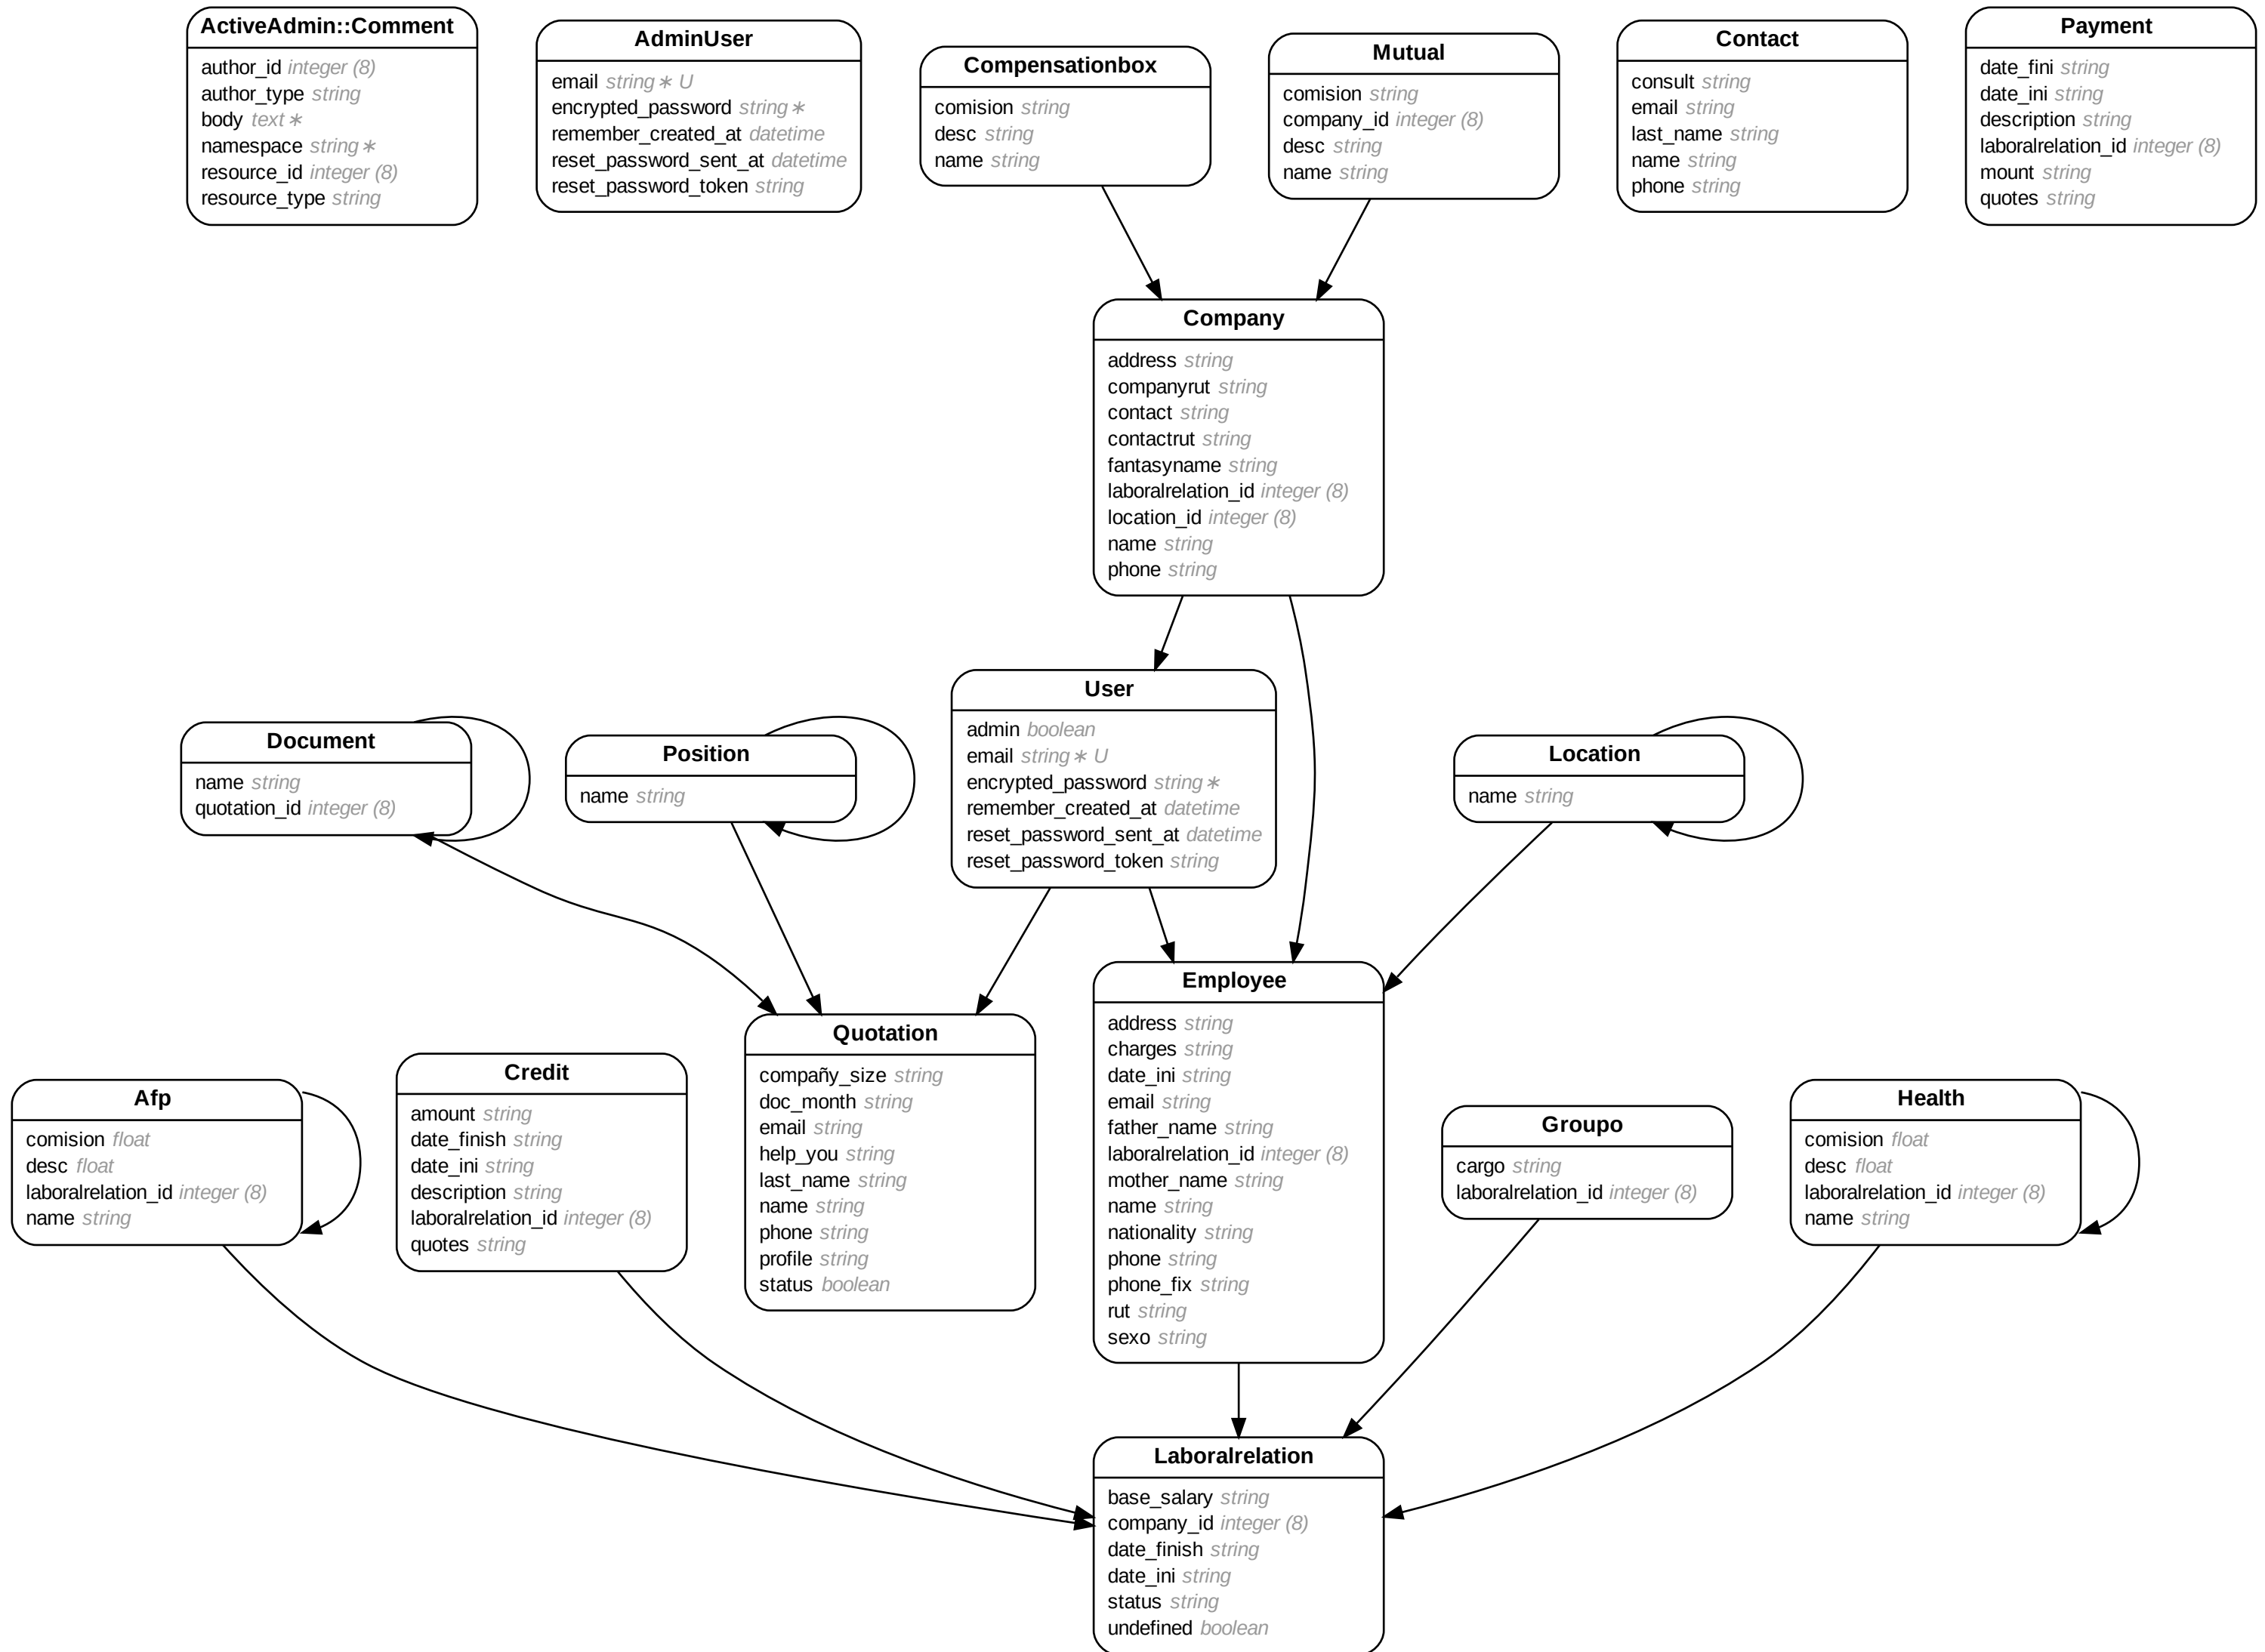 ActiveAdmin::Comment
author_id integer (8)
author_type string
body text ∗
namespace string ∗
resource_id integer (8)
resource_type string
AdminUser
email string ∗ U
encrypted_password string ∗
remember_created_at datetime
reset_password_sent_at datetime
reset_password_token string
Compensationbox
comision string
desc string
name string
Mutual
comision string
company_id integer (8)
desc string
name string
Contact
consult string
email string
last_name string
name string
phone string
Payment
date_fini string
date_ini string
description string
laboralrelation_id integer (8)
mount string
quotes string
Company
address string
companyrut string
contact string
contactrut string
fantasyname string
laboralrelation_id integer (8)
location_id integer (8)
name string
phone string
Document
name string
quotation_id integer (8)
Position
name string
User
admin boolean
email string ∗ U
encrypted_password string ∗
remember_created_at datetime
reset_password_sent_at datetime
reset_password_token string
Location
name string
Afp
comision float
desc float
laboralrelation_id integer (8)
name string
Credit
amount string
date_finish string
date_ini string
description string
laboralrelation_id integer (8)
quotes string
Quotation
compañy_size string
doc_month string
email string
help_you string
last_name string
name string
phone string
profile string
status boolean
Employee
address string
charges string
date_ini string
email string
father_name string
laboralrelation_id integer (8)
mother_name string
name string
nationality string
phone string
phone_fix string
rut string
sexo string
Groupo
cargo string
laboralrelation_id integer (8)
Health
comision float
desc float
laboralrelation_id integer (8)
name string
Laboralrelation
base_salary string
company_id integer (8)
date_finish string
date_ini string
status string
undefined boolean